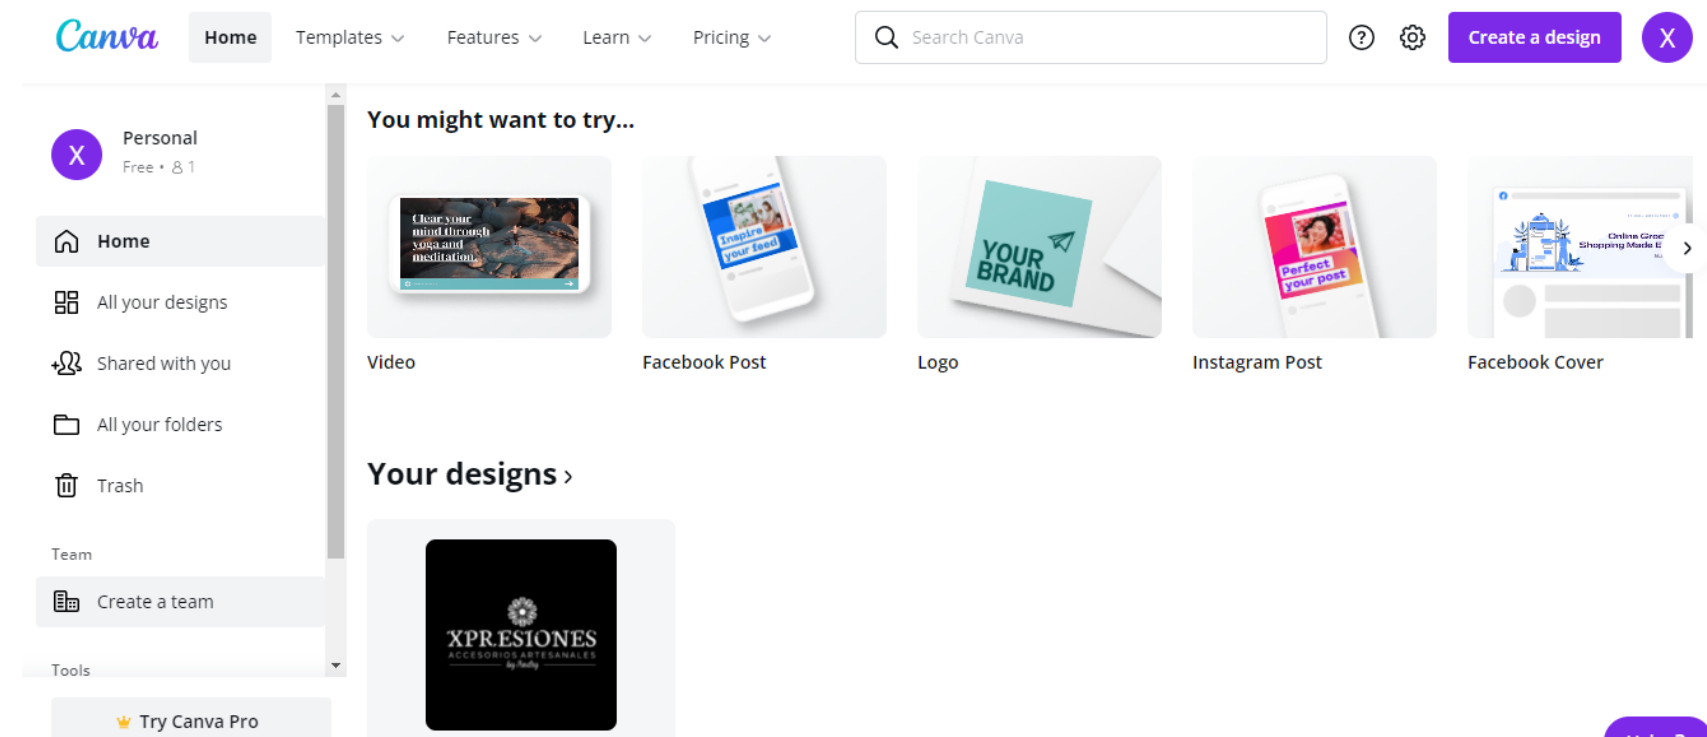 Canva
Home
Templates
Features
Learn
Pricing
Search Canva
?
Create a design
X
X
Personal
Free • 1
Home
All your designs
Shared with you
All your folders
Trash
Team
Create a team
Tools
Try Canva Pro
You might want to try...
Clear your
mind through
yoga and
meditation.
Video
Inspire
your feed
Facebook Post
YOUR
BRAND
Logo
Perfect
your post
Instagram Post
Online
Shopping Made
Facebook Cover
Your designs
XPRESIONES
ACCESORIOS ARTESANALES
by